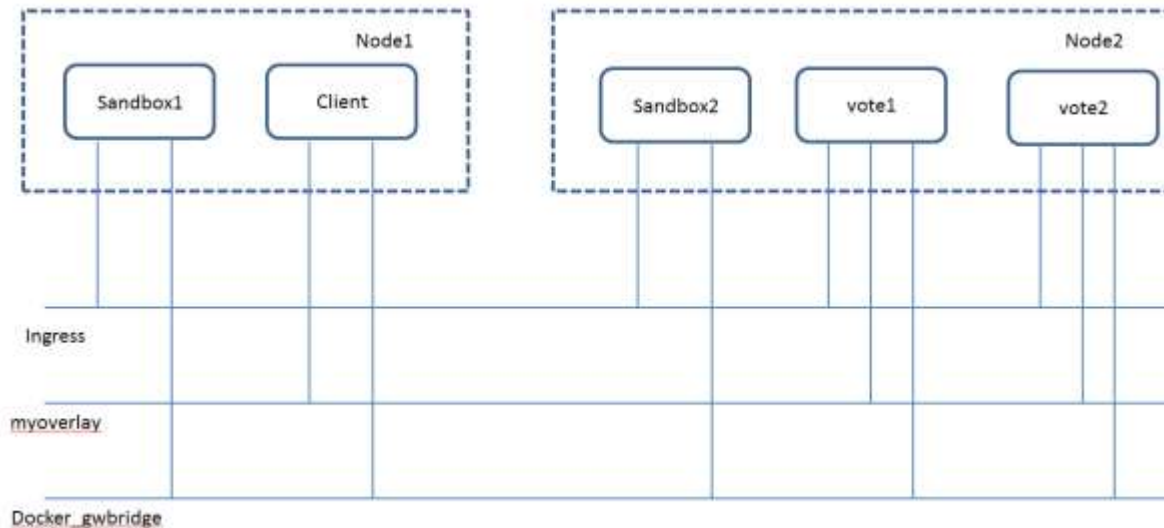 Node1
Node2
Sandbox1
Client
Sandbox2
vote1
vote2
Ingress
myoverlay
Docker_gwbridge